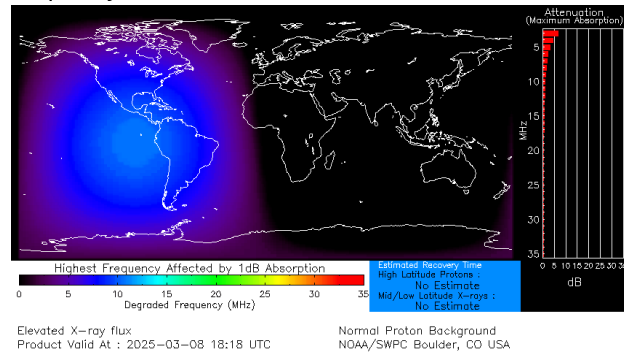 Attenuation
(Maximum Absorption)
5
10
15
20
25
30
35
MHz
0 5 10 15 20 25 30 35
dB
Highest Frequency Affected by 1dB Absorption
0 5 10 15 20 25 30 35
Degraded Frequency (MHz)
Estimated Recovery Time
High Latitude Protons :
No Estimate
Mid/Low Latitude X-rays :
No Estimate
Elevated X-ray flux
Product Valid At : 2025-03-08 18:18 UTC
Normal Proton Background
NOAA/SWPC Boulder, CO USA